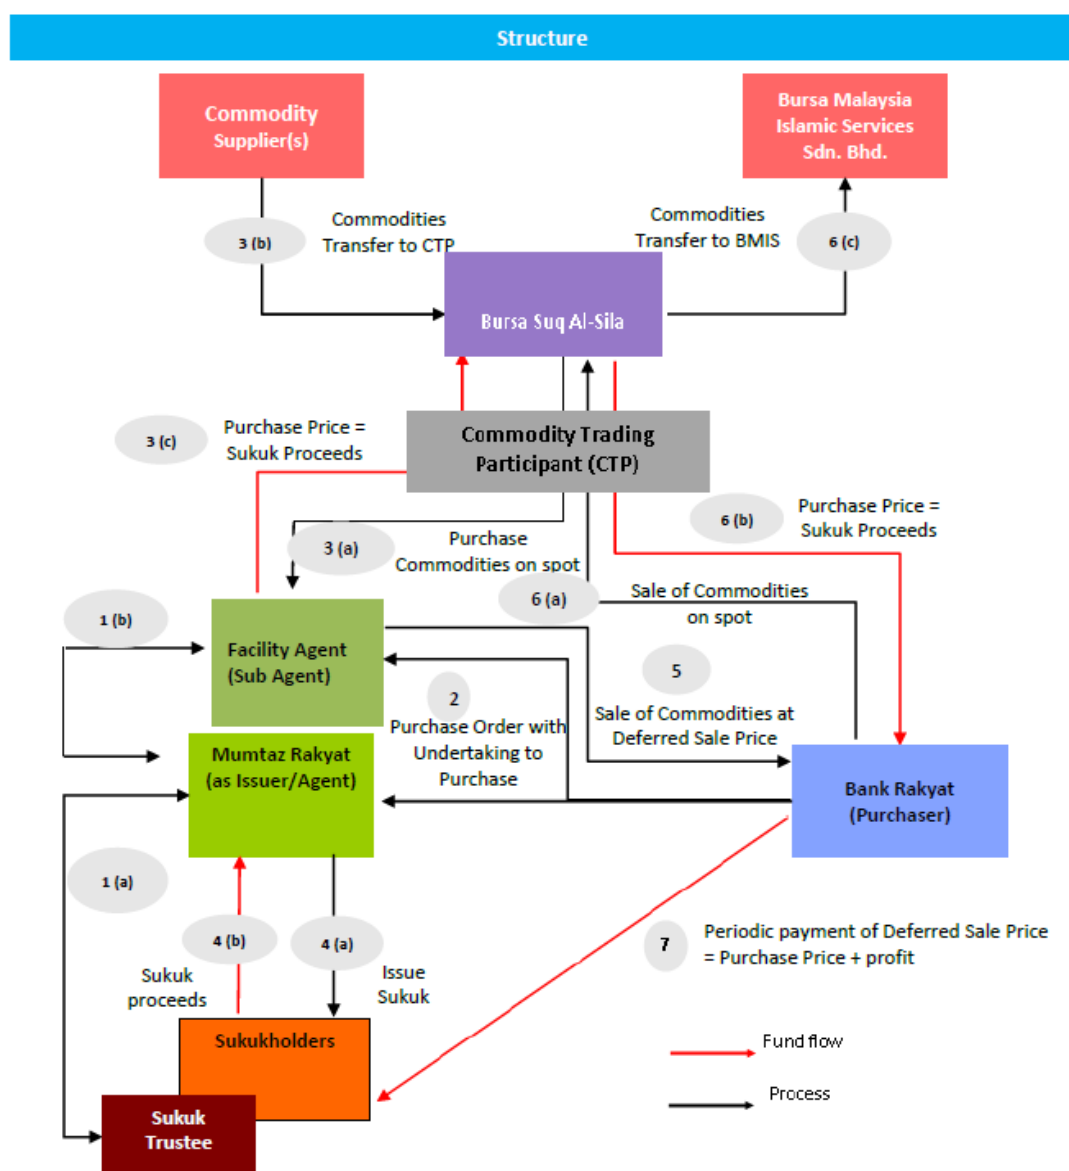 Structure
Commodity
Supplier(s)
Bursa Malaysia
Islamic Services
Sdn. Bhd.
3 (b)
Commodities
Transfer to CTP
Commodities
Transfer to BMIS
6 (c)
Bursa Suq Al-Sila
3 (c)
Purchase Price =
Sukuk Proceeds
Commodity Trading
Participant (CTP)
6 (b)
Purchase Price =
Sukuk Proceeds
3 (a)
Purchase
Commodities on spot
6 (a)
Sale of Commodities
on spot
1 (b)
Facility Agent
(Sub Agent)
5
2
Sale of Commodities at
Deferred Sale Price
Purchase Order with
Undertaking to
Purchase
Mumtaz Rakyat
(as Issuer/Agent)
Bank Rakyat
(Purchaser)
1 (a)
4 (b)
4 (a)
7
Periodic payment of Deferred Sale Price
= Purchase Price + profit
Sukuk
proceeds
Issue
Sukuk
Sukukholders
Fund flow
Process
Sukuk
Trustee